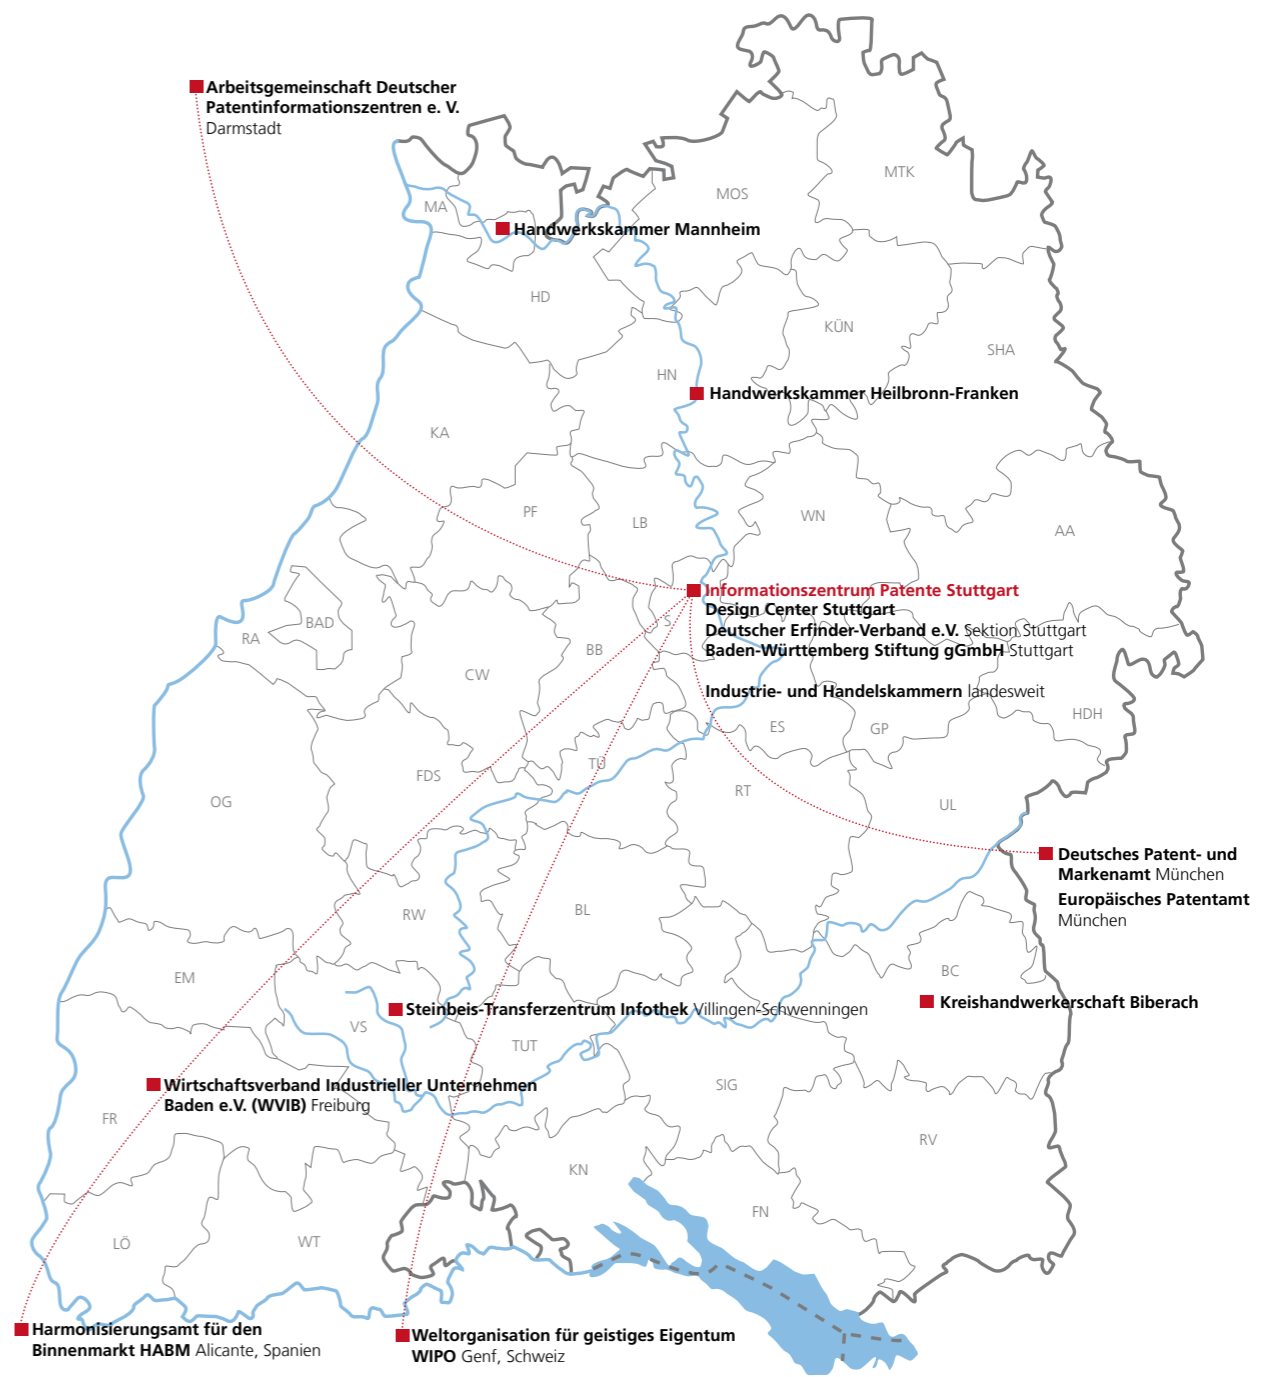 Arbeitsgemeinschaft Deutscher
Patentinformationszentren e. V.
Darmstadt
MTK
MOS
MA
Handwerkskammer Mannheim
HD
KÜN
SHA
HN
Handwerkskammer Heilbronn-Franken
KA
PF
LB
WN
AA
Informationszentrum Patente Stuttgart
Design Center Stuttgart
S
BAD
RA
Deutscher Erfinder-Verband e.V. Sektion Stuttgart
BB
Baden-Württemberg Stiftung gGmbH Stuttgart
CW
Industrie- und Handelskammern landesweit
HDH
ES
GP
TÜ
FDS
RT
OG
UL
Deutsches Patent- und
Markenamt München
Europäisches Patentamt
München
BL
RW
BC
EM
Kreishandwerkerschaft Biberach
Steinbeis-Transferzentrum Infothek Villingen-Schwenningen
VS
TUT
SIG
Wirtschaftsverband Industrieller Unternehmen
Baden e.V. (WVIB) Freiburg
FR
RV
KN
FN
LÖ
WT
Harmonisierungsamt für den
Binnenmarkt HABM Alicante, Spanien
Weltorganisation für geistiges Eigentum
WIPO Genf, Schweiz